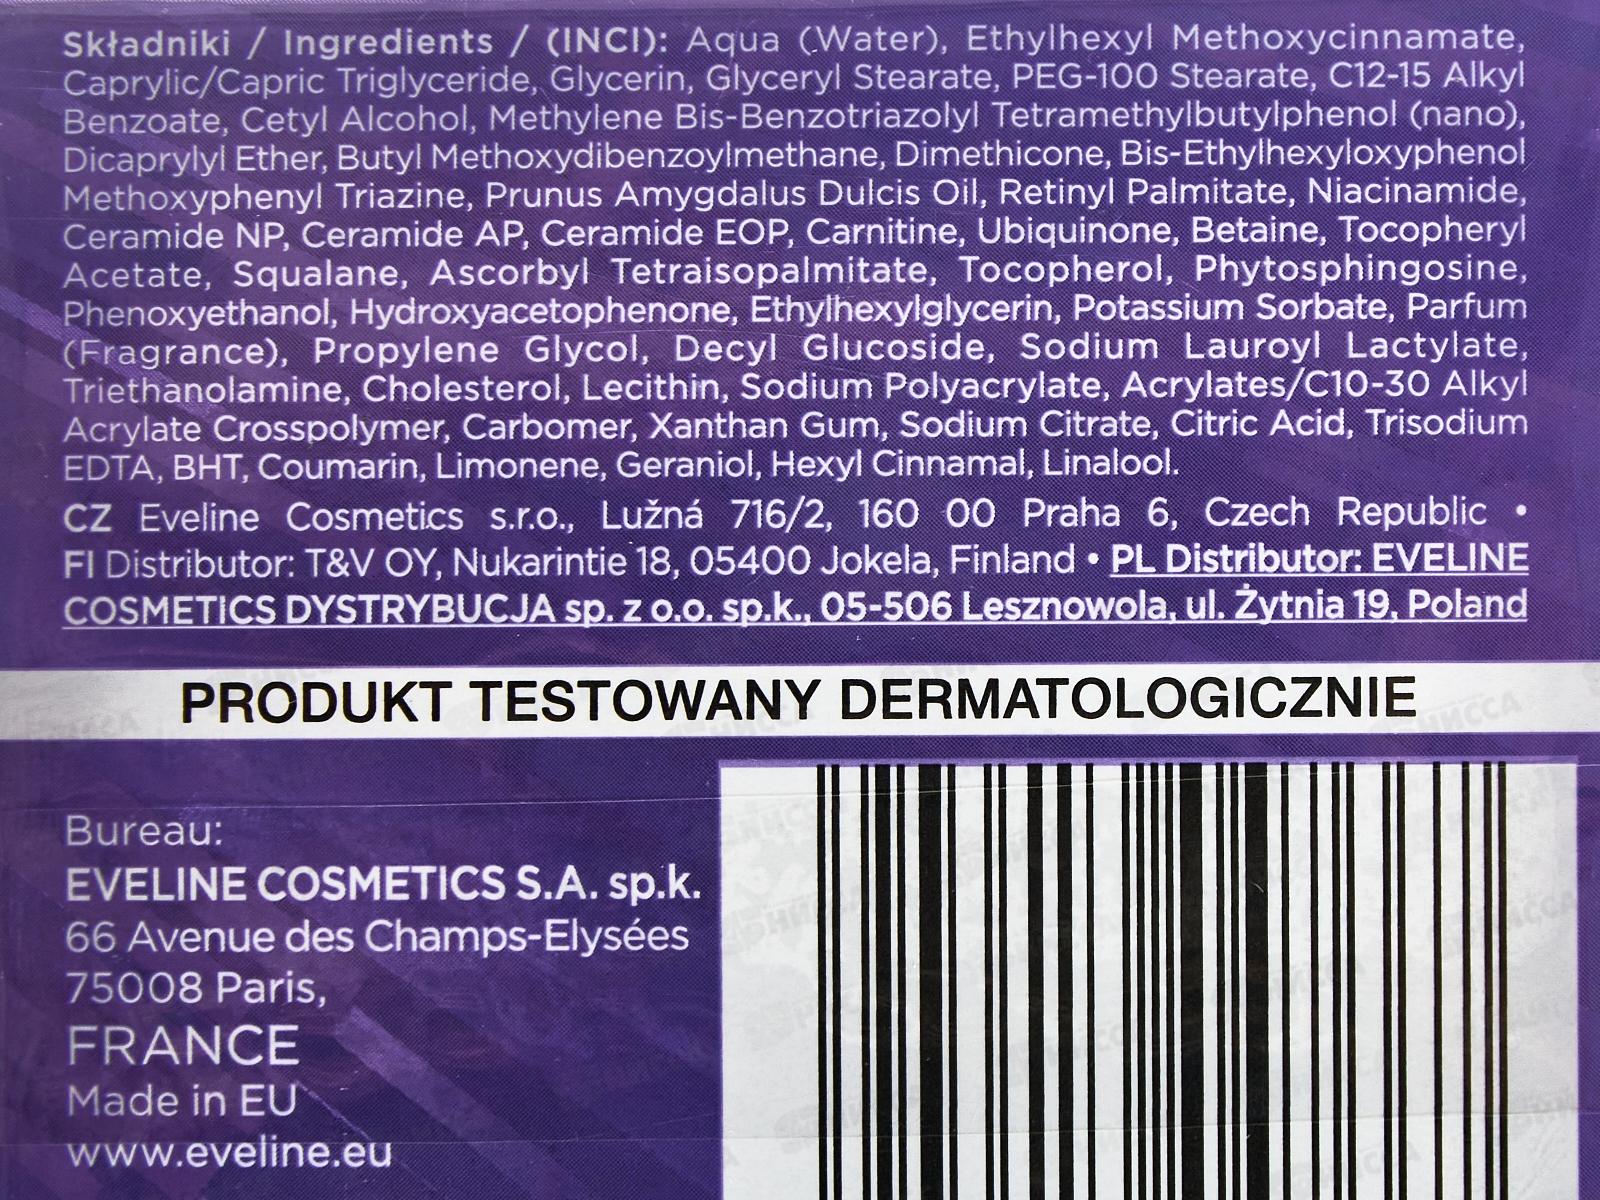 Składniki / Ingredients / (INCI): Aqua (Water), Ethylhexyl Methoxycinnamate,
Caprylic/Capric Triglyceride, Glycerin, Glyceryl Stearate, PEG-100 Stearate, C12-15 Alkyl
Benzoate, Cetyl Alcohol, Methylene Bis-Benzotriazolyl Tetramethylbutylphenol (nano),
Dicaprylyl Ether, Butyl Methoxydibenzoylmethane, Dimethicone, Bis-Ethylhexyloxyphenol
Methoxyphenyl Triazine, Prunus Amygdalus Dulcis Oil, Retinyl Palmitate, Niacinamide,
Ceramide NP, Ceramide AP, Ceramide EOP, Carnitine, Ubiquinone, Betaine, Tocopheryl
Acetate, Squalane, Ascorbyl Tetraisopalmitate, Tocopherol, Phytosphingosine,
Phenoxyethanol, Hydroxyacetophenone, Ethylhexylglycerin, Potassium Sorbate, Parfum
(Fragrance), Propylene Glycol, Decyl Glucoside, Sodium Lauroyl Lactylate,
Triethanolamine, Cholesterol, Lecithin, Sodium Polyacrylate, Acrylates/C10-30 Alkyl
Acrylate Crosspolymer, Carbomer, Xanthan Gum, Sodium Citrate, Citric Acid, Trisodium
EDTA, BHT, Coumarin, Limonene, Geraniol, Hexyl Cinnamal, Linalool.
CZ Eveline Cosmetics s.r.o., Lužná 716/2, 160 00 Praha 6, Czech Republic •
FI Distributor: T&V OY, Nukarintie 18, 05400 Jokela, Finland • PL Distributor: EVELINE
COSMETICS DYSTRYBUCJA sp. z o.o. sp.k., 05-506 Lesznowola, ul. Żytnia 19, Poland
PRODUKT TESTOWANY DERMATOLOGICZNIE
Bureau:
EVELINE COSMETICS S.A. sp.k.
66 Avenue des Champs-Elysées
75008 Paris,
FRANCE
Made in EU
www.eveline.eu